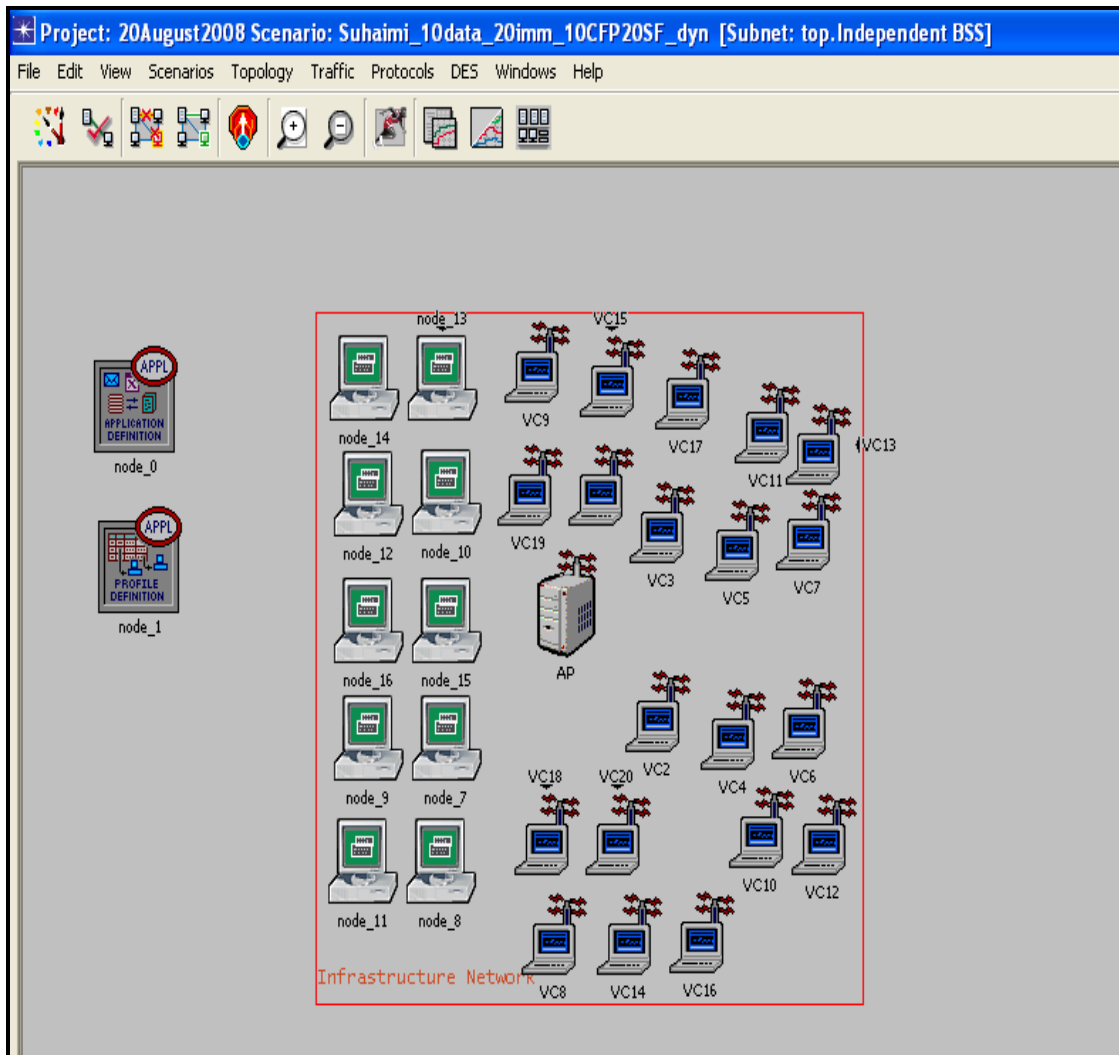 Project: 20August2008 Scenario: Suhaimi_10data_20imm_10CFP20SF_dyn [Subnet: top.Independent BSS]
File Edit View Scenarios Topology Traffic Protocols DES Windows Help
node_13
VC15
APPL
APPLICATION
DEFINITION
node_0
node_14
VC9
VC17
VC11
VC13
APPL
PROFILE
DEFINITION
node_1
node_12
node_10
VC19
VC3
VC5
VC7
node_16
node_15
AP
node_9
node_7
VC18
VC20
VC2
VC4
VC6
node_11
node_8
VC10
VC12
Infrastructure Network
VC8
VC14
VC16